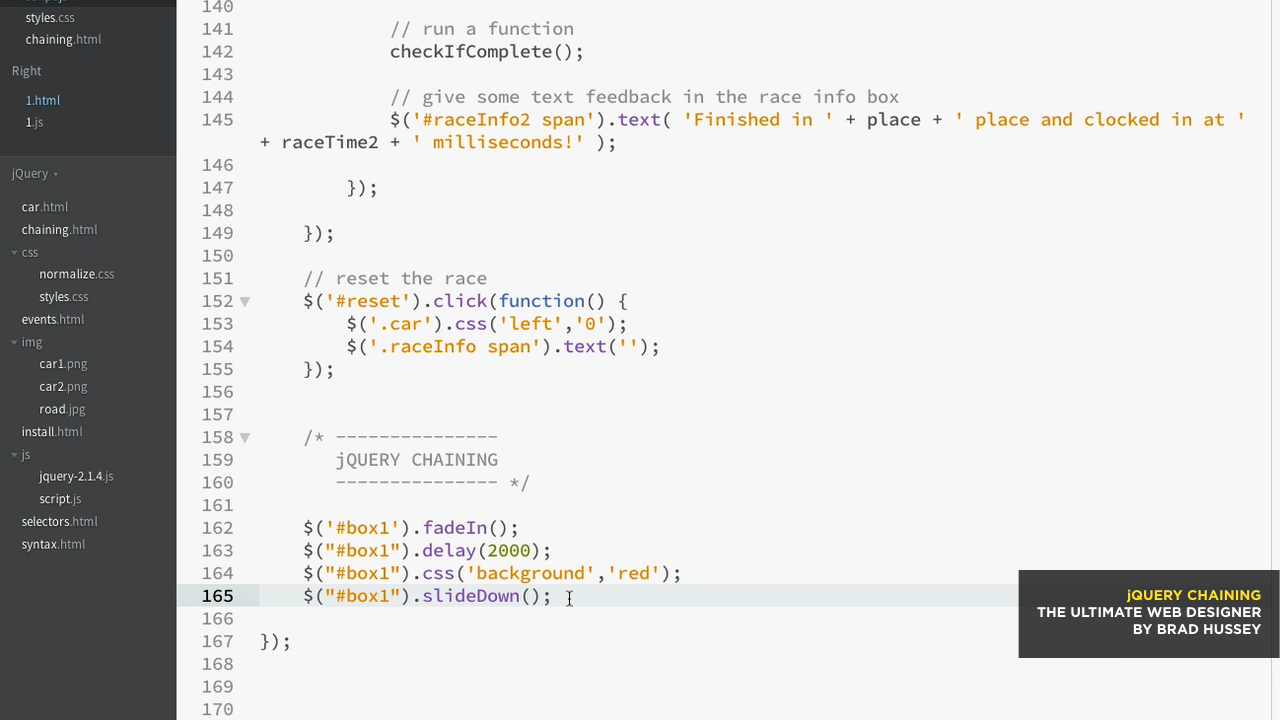 styles.css
chaining.html
Right
1.html
1.js
jQuery
car.html
chaining.html
css
normalize.css
styles.css
events.html
img
car1.png
car2.png
road.jpg
install.html
js
jquery-2.1.4.js
script.js
selectors.html
syntax.html
140
141 // run a function
142 checkIfComplete();
143
144 // give some text feedback in the race info box
145 $('#raceInfo2 span').text( 'Finished in ' + place + ' place and clocked in at '
+ raceTime2 + ' milliseconds!' );
146
147 });
148
149 });
150
151 // reset the race
152 $('#reset').click(function() {
153 $('.car').css('left','0');
154 $('.raceInfo span').text('');
155 });
156
157
158 /* ---------------
159 jQUERY CHAINING
160 --------------- */
161
162 $('#box1').fadeIn();
163 $("#box1").delay(2000);
164 $("#box1").css('background','red');
165 $("#box1").slideDown();
166
167 });
168
169
170
jQUERY CHAINING
THE ULTIMATE WEB DESIGNER
BY BRAD HUSSEY